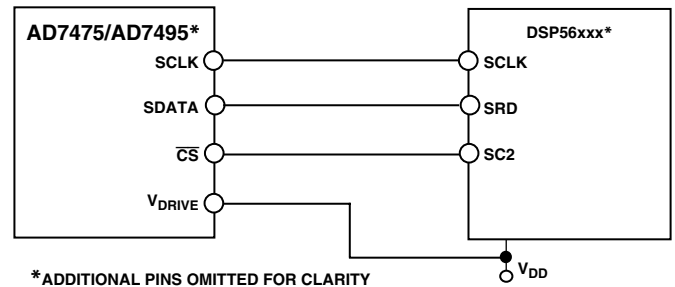 AD7475/AD7495*
DSP56xxx*
SCLK
SCLK
SDATA
SRD
CS
SC2
VDRIVE
VDD
*ADDITIONAL PINS OMITTED FOR CLARITY